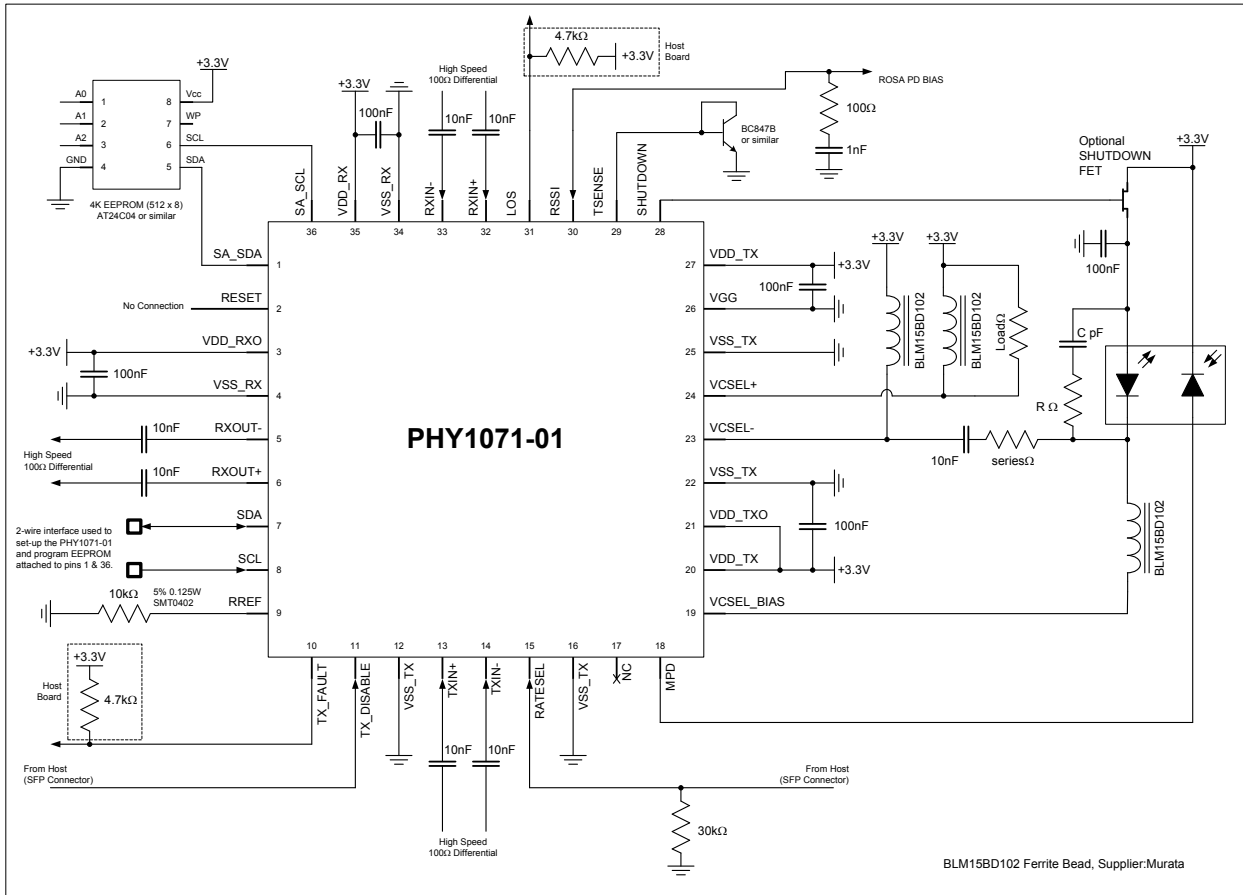 +3.3V
A0
1
8
Vcc
A1
2
7
WP
A2
3
6
SCL
GND
4
5
SDA
4K EEPROM (512 x 8)
AT24C04 or similar
+3.3V
100nF
High Speed
100Ω Differential
10nF
10nF
4.7kΩ
+3.3V
Host
Board
ROSA PD BIAS
100Ω
1nF
BC847B
or similar
Optional
SHUTDOWN
FET
+3.3V
100nF
SA_SCL
VDD_RX
VSS_RX
RXIN-
RXIN+
LOS
RSSI
TSENSE
SHUTDOWN
36
35
34
33
32
31
30
29
28
SA_SDA
1
RESET
2
No Connection
VDD_RXO
3
+3.3V
100nF
VSS_RX
4
RXOUT-
5
10nF
High Speed
100Ω Differential
RXOUT+
6
10nF
SDA
7
2-wire interface used to
set-up the PHY1071-01
and program EEPROM
attached to pins 1 & 36.
SCL
8
RREF
9
10kΩ
5% 0.125W
SMT0402
PHY1071-01
27
VDD_TX
+3.3V
100nF
26
VGG
25
VSS_TX
24
VCSEL+
23
VCSEL-
22
VSS_TX
21
VDD_TXO
100nF
20
VDD_TX
+3.3V
19
VCSEL_BIAS
+3.3V
+3.3V
BLM15BD102
BLM15BD102
LoadΩ
C pF
R Ω
10nF
seriesΩ
BLM15BD102
10
11
12
13
14
15
16
17
18
TX_FAULT
TX_DISABLE
VSS_TX
TXIN+
TXIN-
RATESEL
VSS_TX
NC
MPD
+3.3V
Host
Board
4.7kΩ
From Host
(SFP Connector)
10nF
10nF
High Speed
100Ω Differential
From Host
(SFP Connector)
30kΩ
BLM15BD102 Ferrite Bead, Supplier:Murata